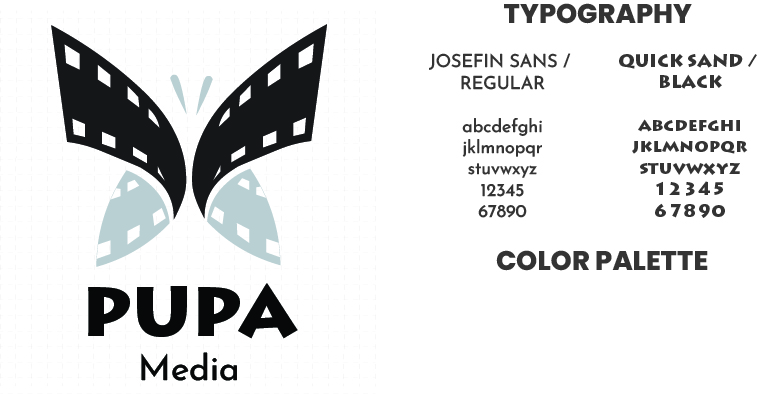 PUPA
Media
TYPOGRAPHY
JOSEFIN SANS /
REGULAR
abcdefghi
jklmnopqr
stuvwxyz
12345
67890
QUICK SAND /
BLACK
ABCDEFGHI
JKLMNOPQR
STUVWXYZ
12345
67890
COLOR PALETTE